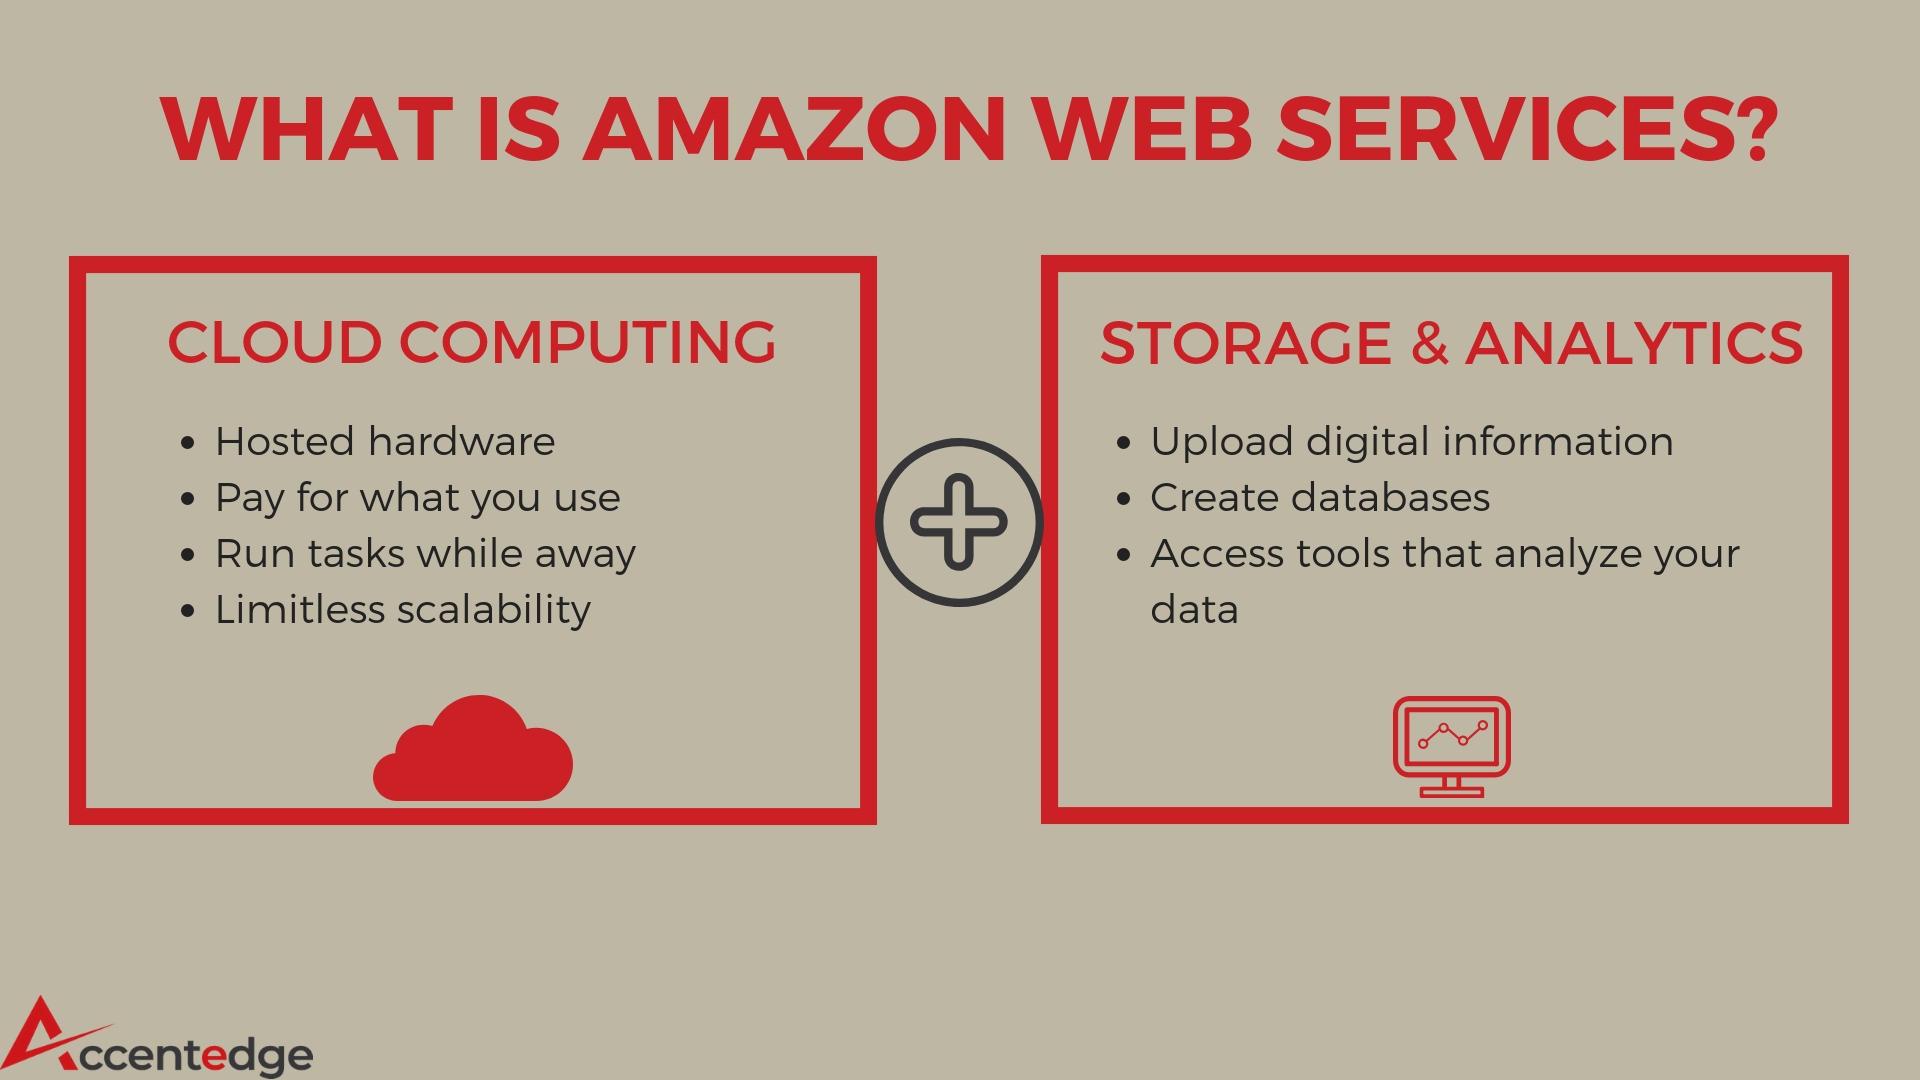 WHAT IS AMAZON WEB SERVICES?
CLOUD COMPUTING
• Hosted hardware
• Pay for what you use
• Run tasks while away
• Limitless scalability
STORAGE & ANALYTICS
• Upload digital information
• Create databases
• Access tools that analyze your
data
Accentedge